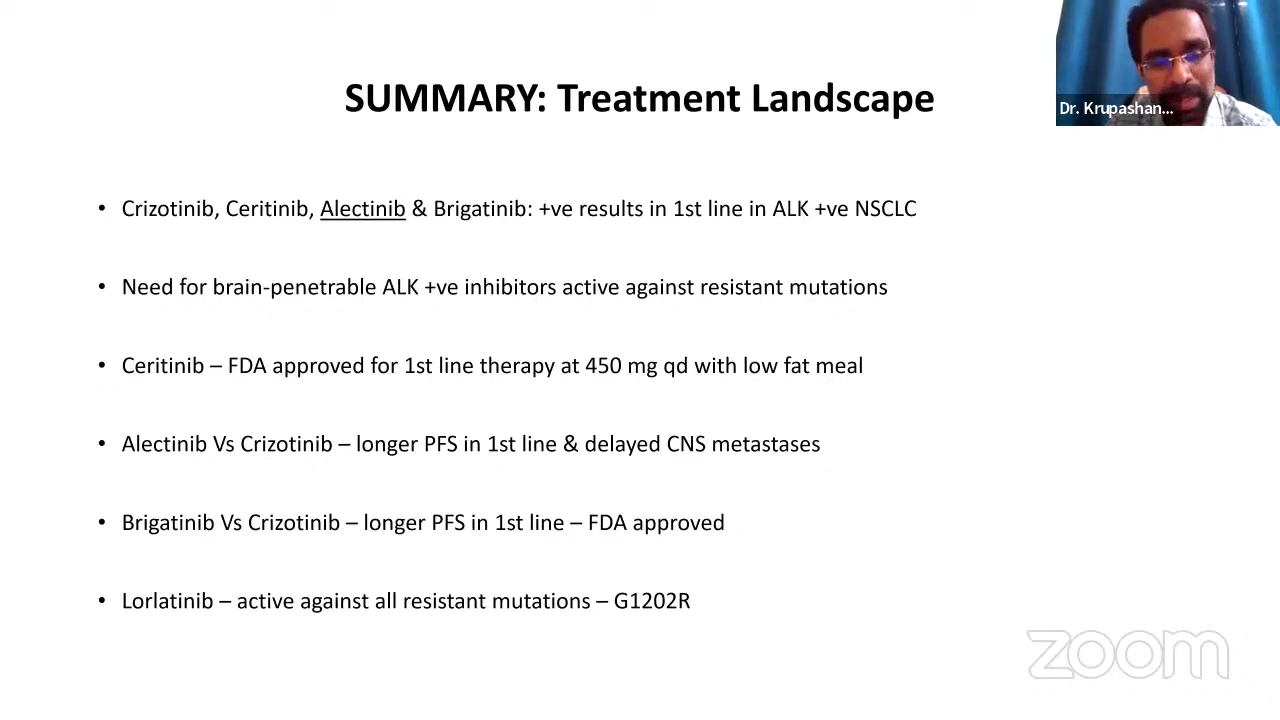 SUMMARY: Treatment Landscape
Dr. Krupashan...
• Crizotinib, Ceritinib, Alectinib & Brigatinib: +ve results in 1st line in ALK +ve NSCLC
• Need for brain-penetrable ALK +ve inhibitors active against resistant mutations
• Ceritinib – FDA approved for 1st line therapy at 450 mg qd with low fat meal
• Alectinib Vs Crizotinib – longer PFS in 1st line & delayed CNS metastases
• Brigatinib Vs Crizotinib – longer PFS in 1st line – FDA approved
• Lorlatinib – active against all resistant mutations – G1202R
zoom